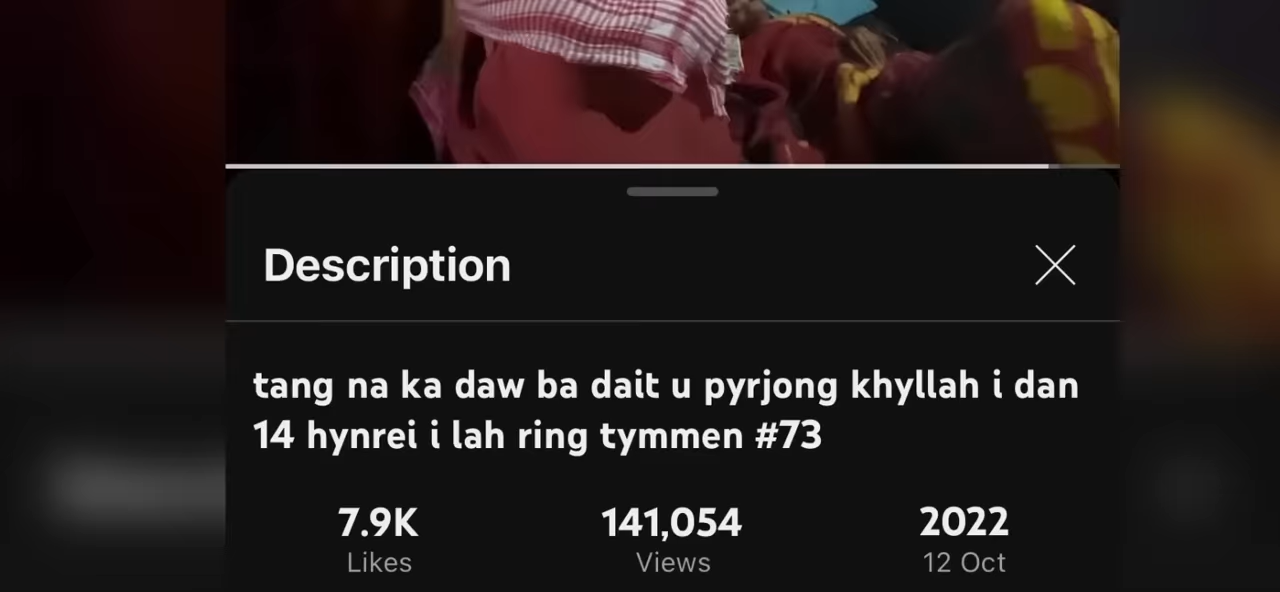 Description
tang na ka daw ba dait u pyrjong khyllah i dan
14 hynrei i lah ring tymmen #73
7.9K 141,054 2022
Likes Views 12 Oct